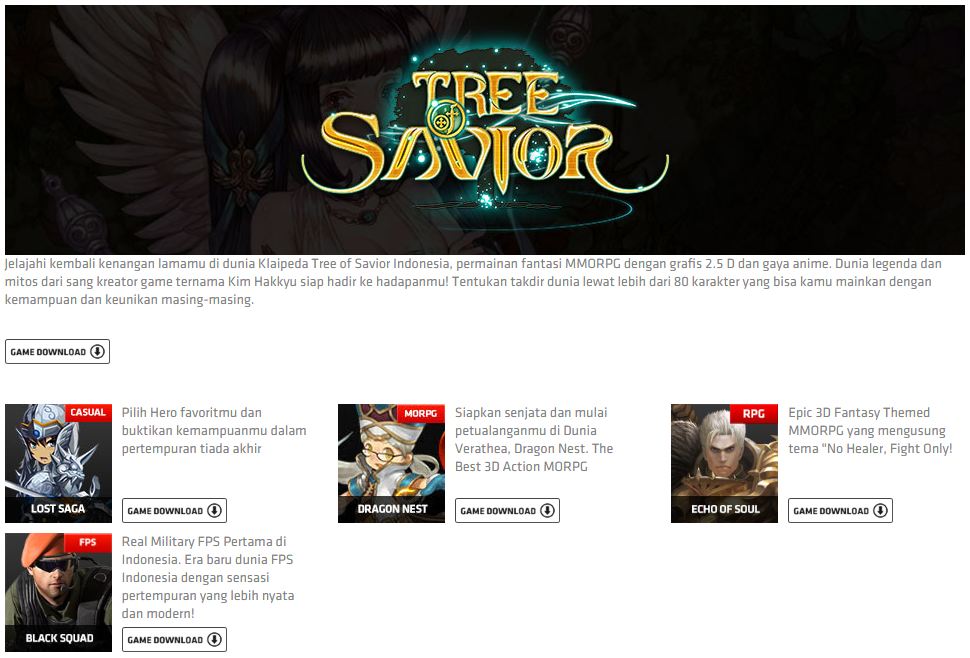 TREE
of
SAVIOR
Jelajahi kembali kenangan lamamu di dunia Klaipeda Tree of Savior Indonesia, permainan fantasi MMORPG dengan grafis 2.5 D dan gaya anime. Dunia legenda dan
mitos dari sang kreator game ternama Kim Hakkyu siap hadir ke hadapanmu! Tentukan takdir dunia lewat lebih dari 80 karakter yang bisa kamu mainkan dengan
kemampuan dan keunikan masing-masing.
GAME DOWNLOAD
CASUAL
LOST SAGA
Pilih Hero favoritmu dan
buktikan kemampuanmu dalam
pertempuran tiada akhir
GAME DOWNLOAD
MORPG
DRAGON NEST
Siapkan senjata dan mulai
petualanganmu di Dunia
Verathea, Dragon Nest. The
Best 3D Action MORPG
GAME DOWNLOAD
RPG
ECHO OF SOUL
Epic 3D Fantasy Themed
MMORPG yang mengusung
tema "No Healer, Fight Only!
GAME DOWNLOAD
FPS
BLACK SQUAD
Real Military FPS Pertama di
Indonesia. Era baru dunia FPS
Indonesia dengan sensasi
pertempuran yang lebih nyata
dan modern!
GAME DOWNLOAD